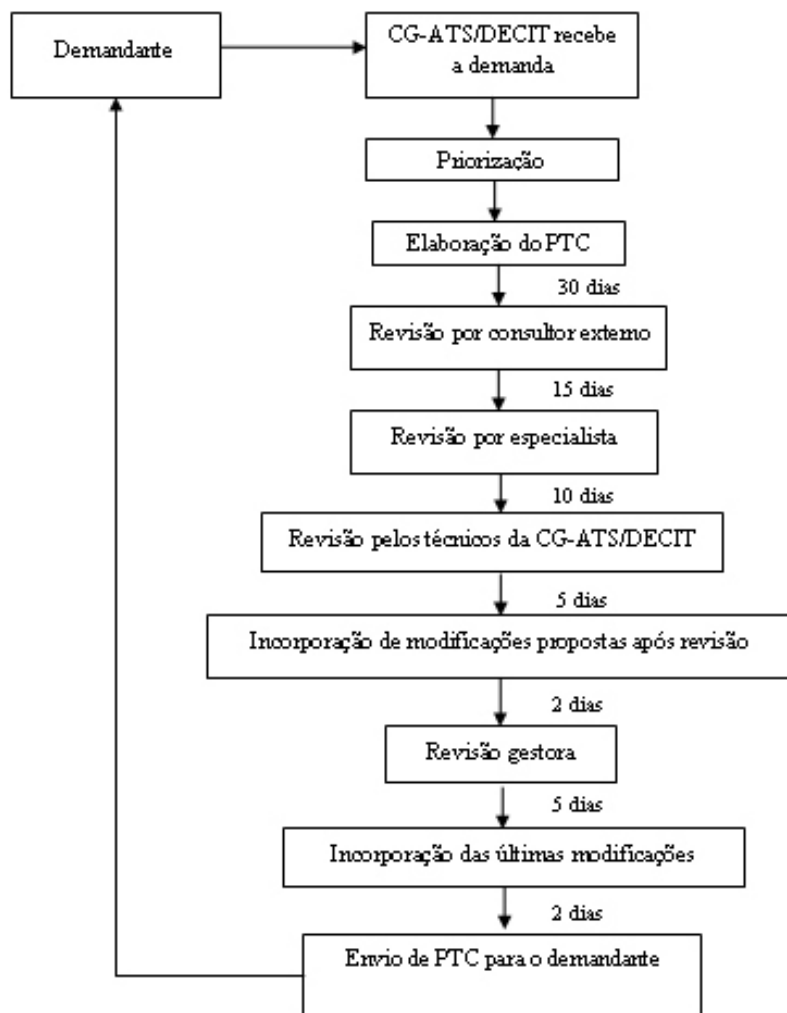 Demandante
CG-ATS/DECIT recebe
a demanda
Priorização
Elaboração do PTC
30 dias
Revisão por consultor externo
15 dias
Revisão por especialista
10 dias
Revisão pelos técnicos da CG-ATS/DECIT
5 dias
Incorporação de modificações propostas após revisão
2 dias
Revisão gestora
5 dias
Incorporação das últimas modificações
2 dias
Envio de PTC para o demandante